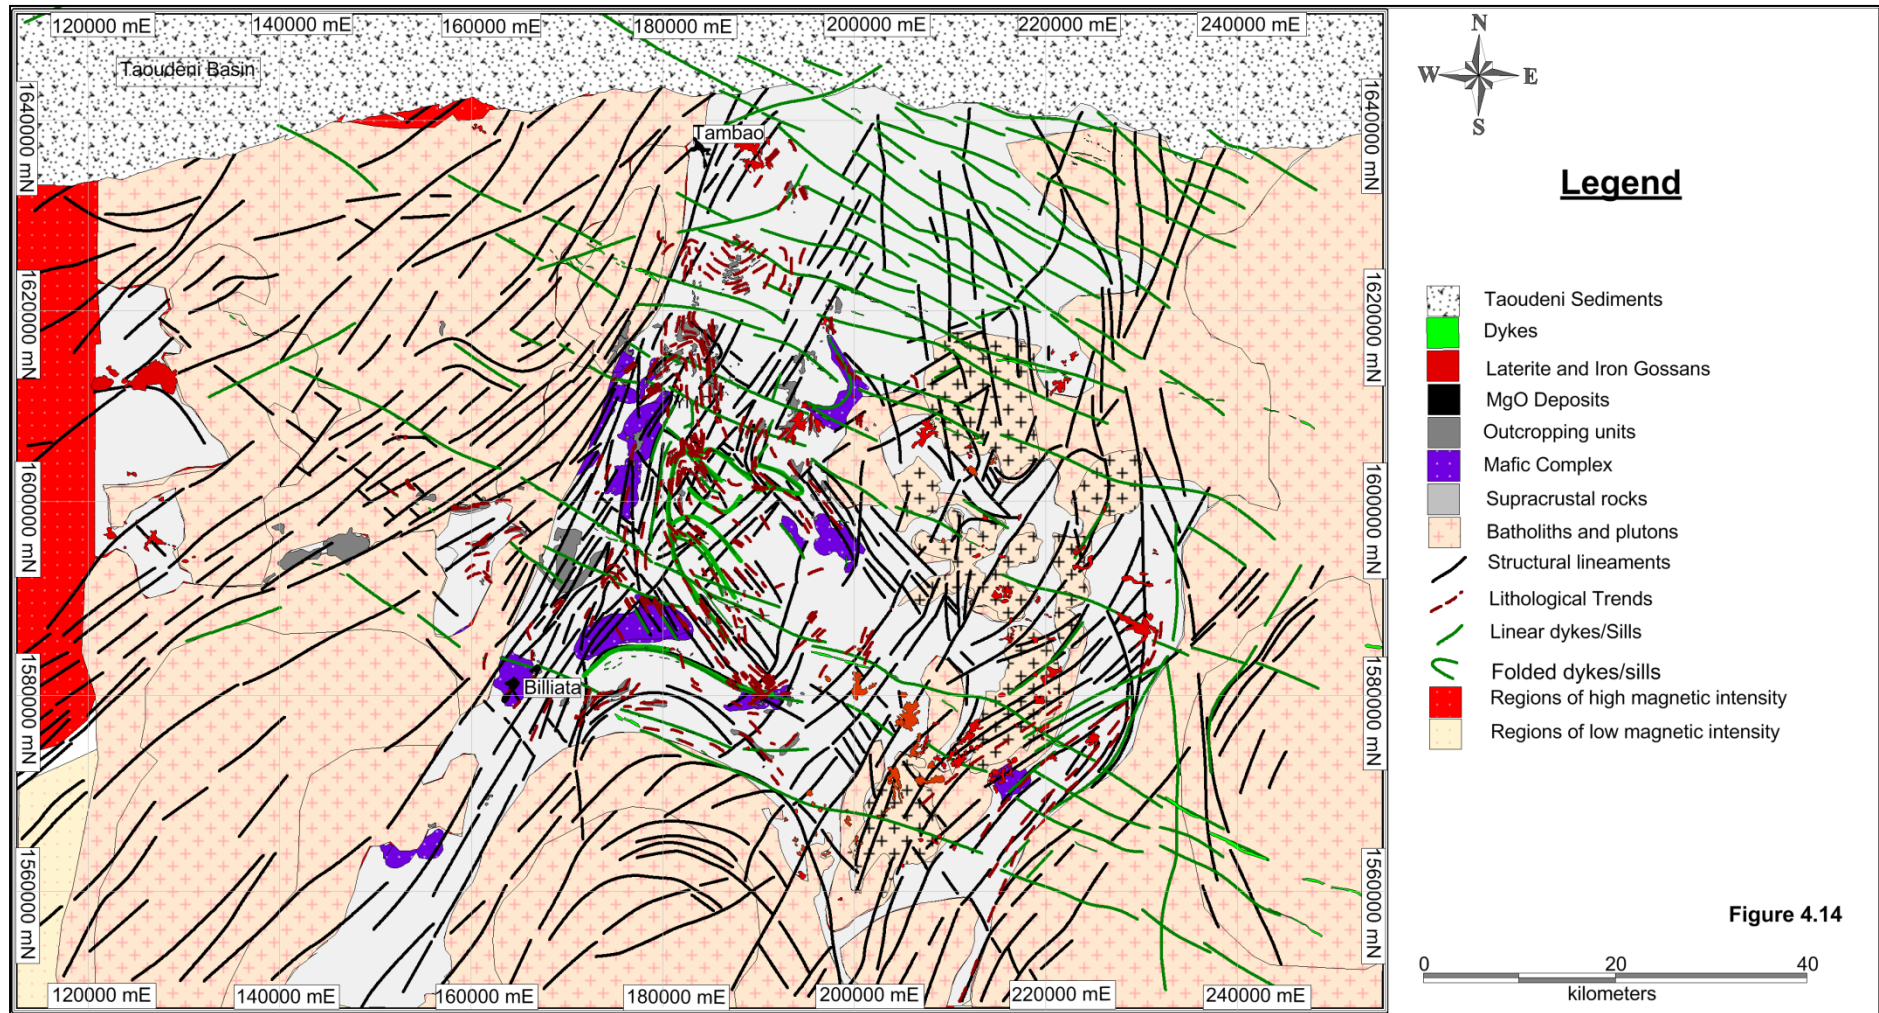 120000 mE 140000 mE 160000 mE 180000 mE 200000 mE 220000 mE 240000 mE
Taoudeni Basin
1640000 mN
1620000 mN
1600000 mN
1580000 mN
1560000 mN
Tambao
Billiata
1640000 mN
1620000 mN
1600000 mN
1580000 mN
1560000 mN
120000 mE 140000 mE 160000 mE 180000 mE 200000 mE 220000 mE 240000 mE
N
W E
S
Legend
Taoudeni Sediments
Dykes
Laterite and Iron Gossans
MgO Deposits
Outcropping units
Mafic Complex
Supracrustal rocks
Batholiths and plutons
Structural lineaments
Lithological Trends
Linear dykes/Sills
Folded dykes/sills
Regions of high magnetic intensity
Regions of low magnetic intensity
Figure 4.14
0 20 40
kilometers